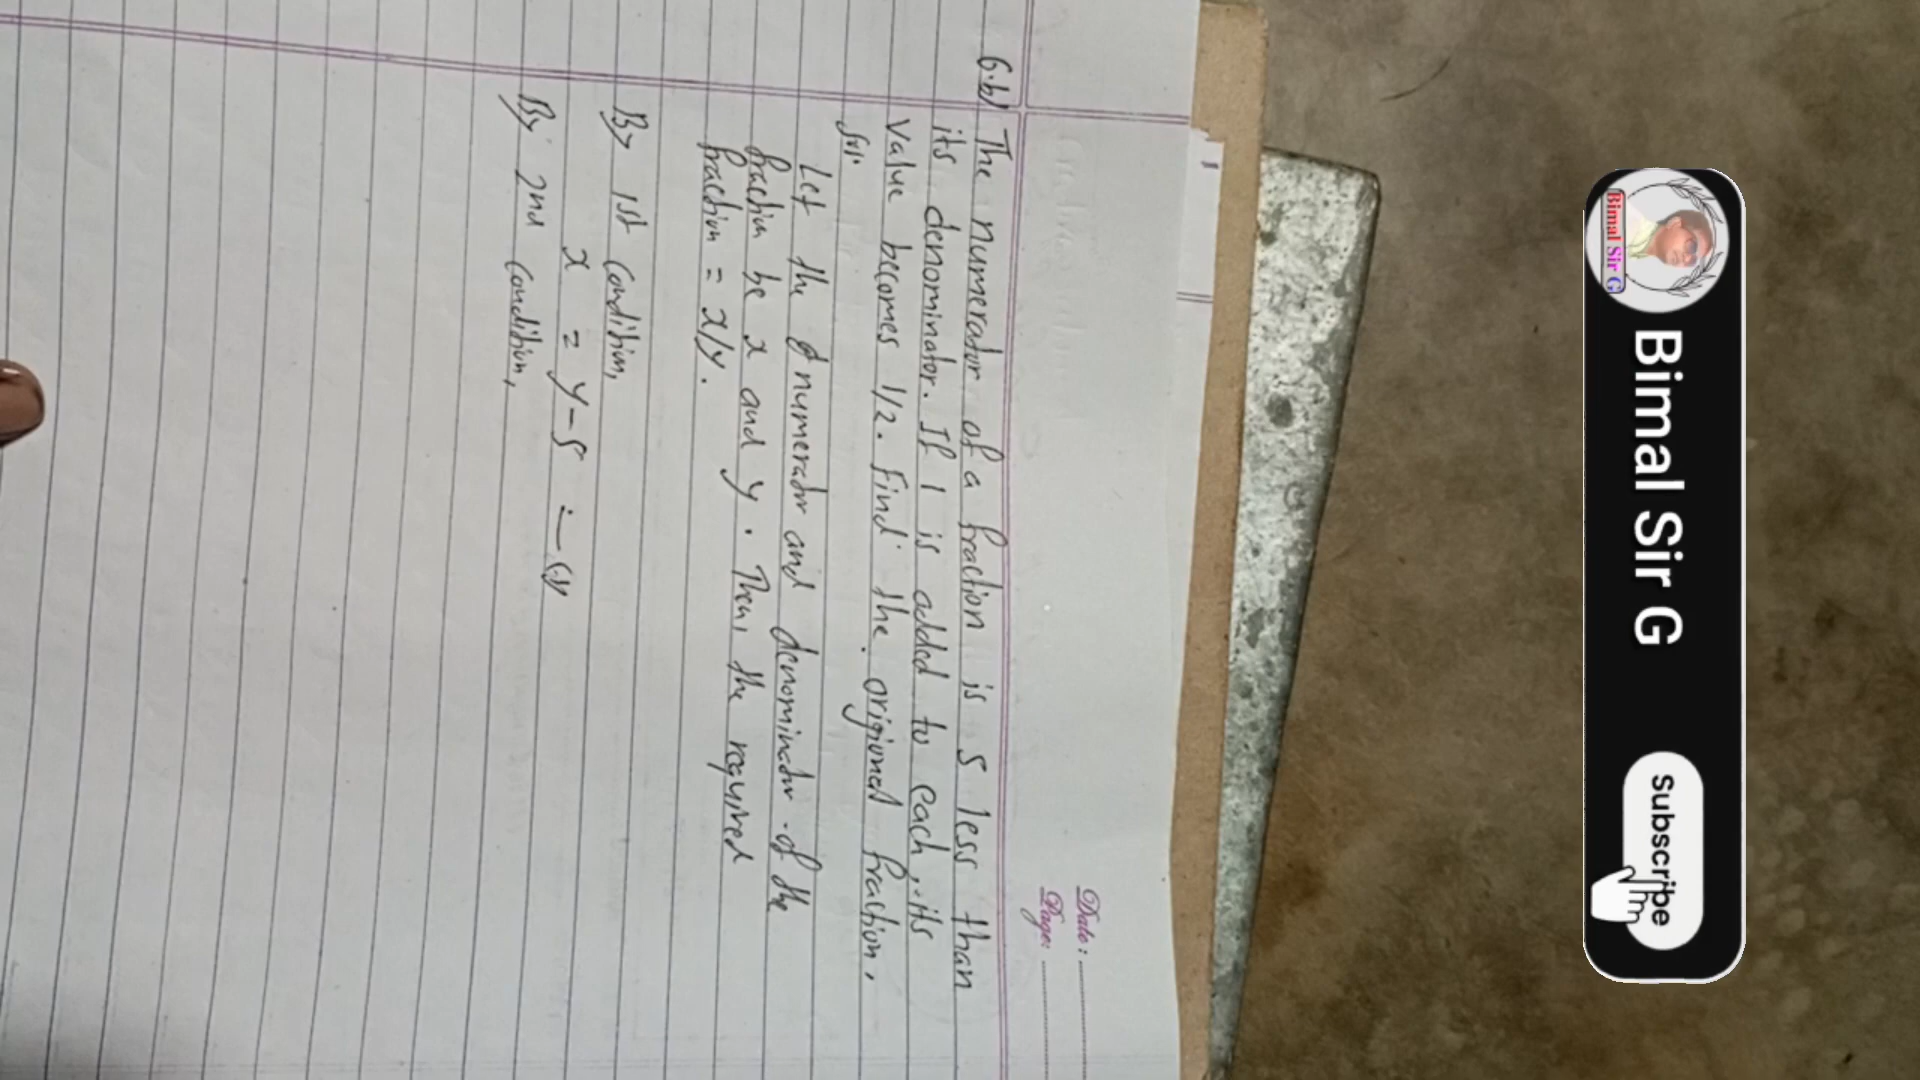 Date:
Page:
6.b) The numerator of a fraction is 5 less than
its denominator. If 1 is added to each, its
value becomes 1/2. Find the origional fraction.
Sol.
Let the numerator and denominator of the
fraction be x and y. Then, the required
fraction = x/y.
By 1st condition,
x = y-5 - (i)
By 2nd condition,
Bimal Sir G
Bimal Sir G
Subscribe